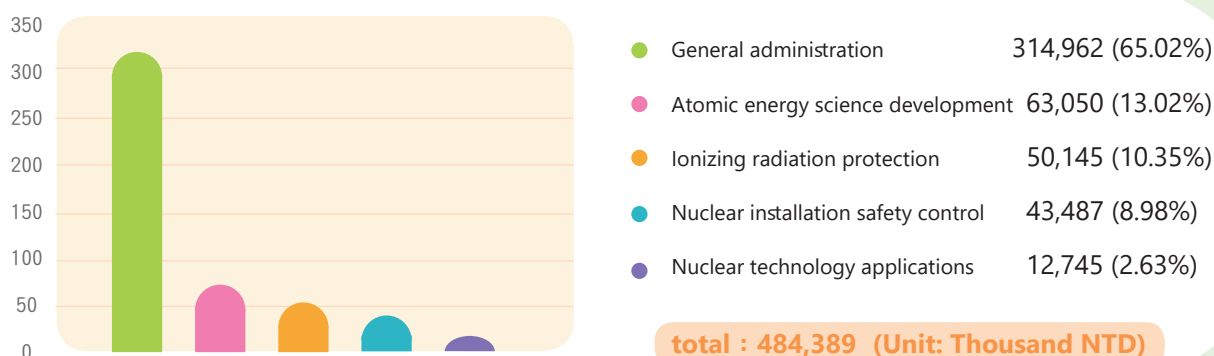 350
300
250
200
150
100
50
0
General administration 314,962 (65.02%)
Atomic energy science development 63,050 (13.02%)
Ionizing radiation protection 50,145 (10.35%)
Nuclear installation safety control 43,487 (8.98%)
Nuclear technology applications 12,745 (2.63%)
total：484,389 (Unit: Thousand NTD)